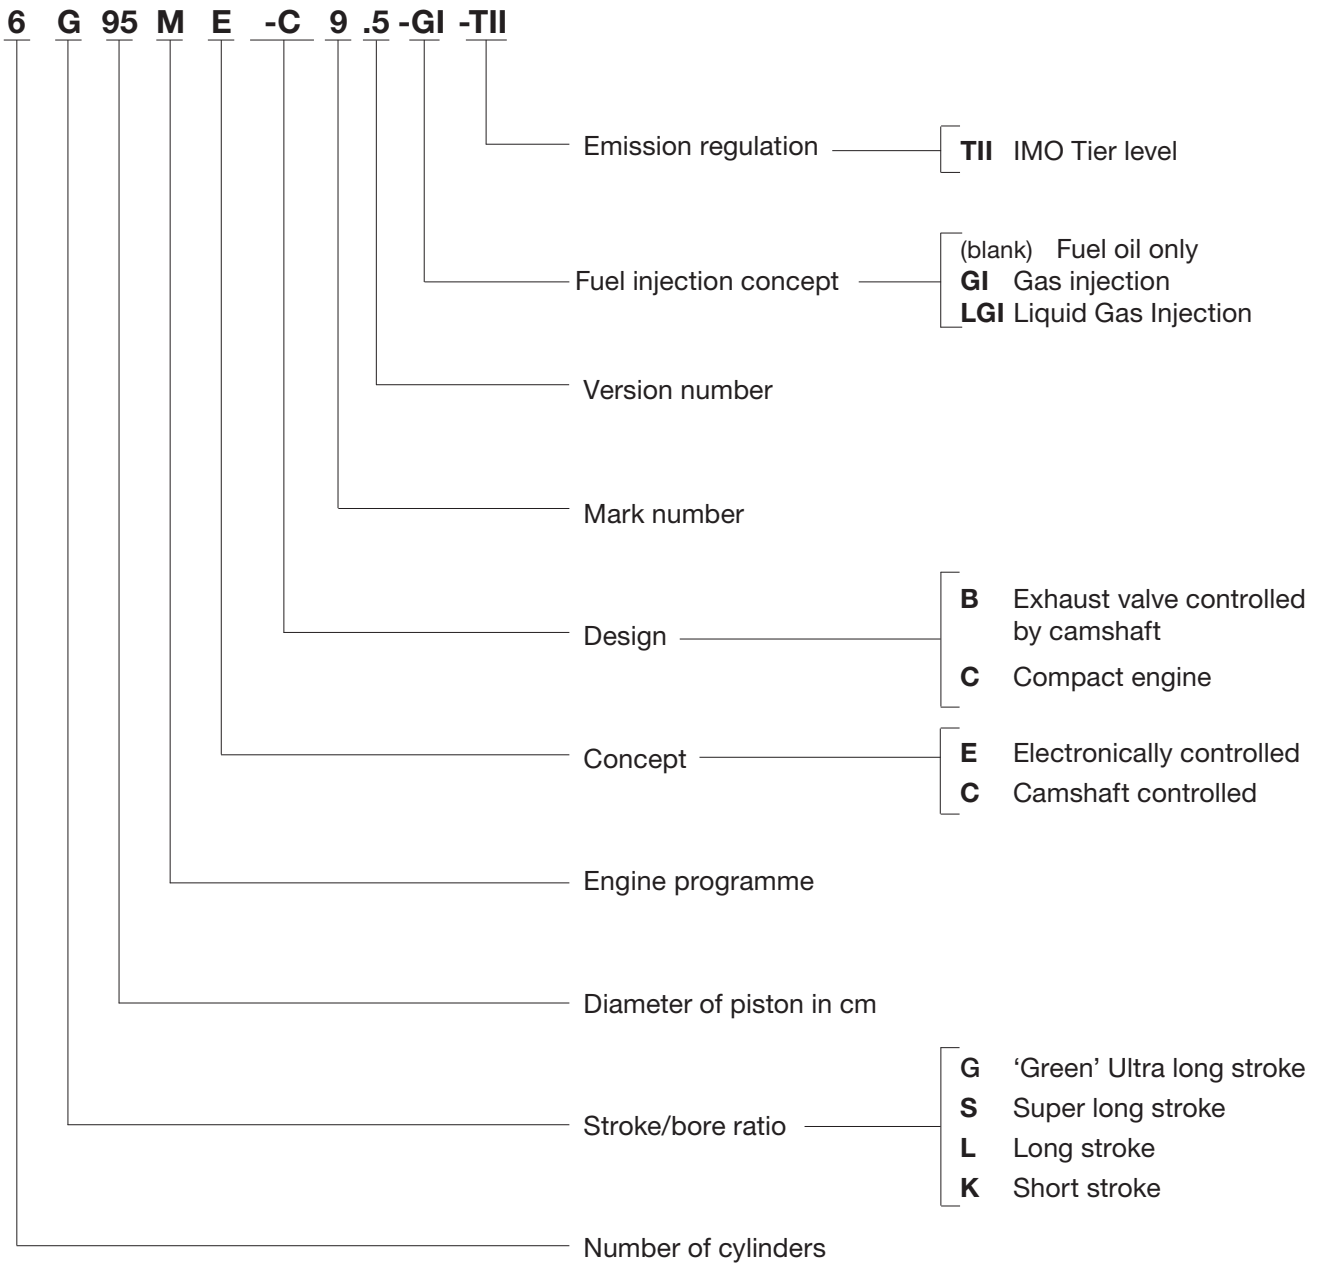 6 G 95 M E -C 9 .5 -GI -TII
Emission regulation
TII IMO Tier level
(blank) Fuel oil only
Fuel injection concept
GI Gas injection
LGI Liquid Gas Injection
Version number
Mark number
Design
B Exhaust valve controlled
by camshaft
C Compact engine
Concept
E Electronically controlled
C Camshaft controlled
Engine programme
Diameter of piston in cm
Stroke/bore ratio
G ‘Green’ Ultra long stroke
S Super long stroke
L Long stroke
K Short stroke
Number of cylinders